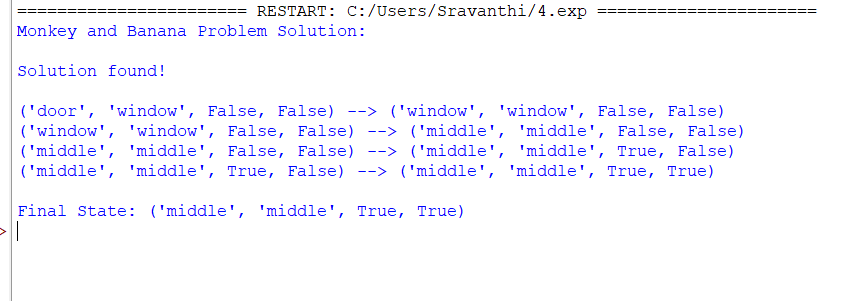 ======================= RESTART: C:/Users/Sravanthi/4.exp ======================
Monkey and Banana Problem Solution:
Solution found!
('door', 'window', False, False) --> ('window', 'window', False, False)
('window', 'window', False, False) --> ('middle', 'middle', False, False)
('middle', 'middle', False, False) --> ('middle', 'middle', True, False)
('middle', 'middle', True, False) --> ('middle', 'middle', True, True)
Final State: ('middle', 'middle', True, True)
>